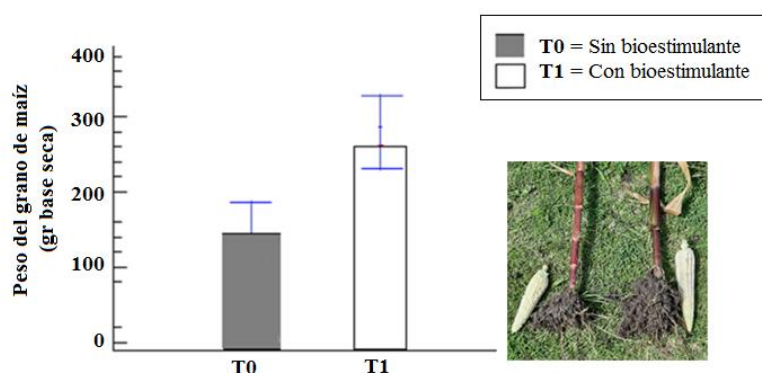 T0 = Sin bioestimulante
T1 = Con bioestimulante
Peso del grano de maíz
(gr base seca)
400
300
200
100
0
T0
T1